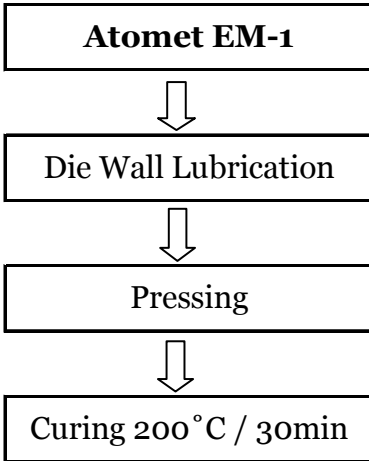 Atomet EM-1
Die Wall Lubrication
Pressing
Curing 200˚C / 30min